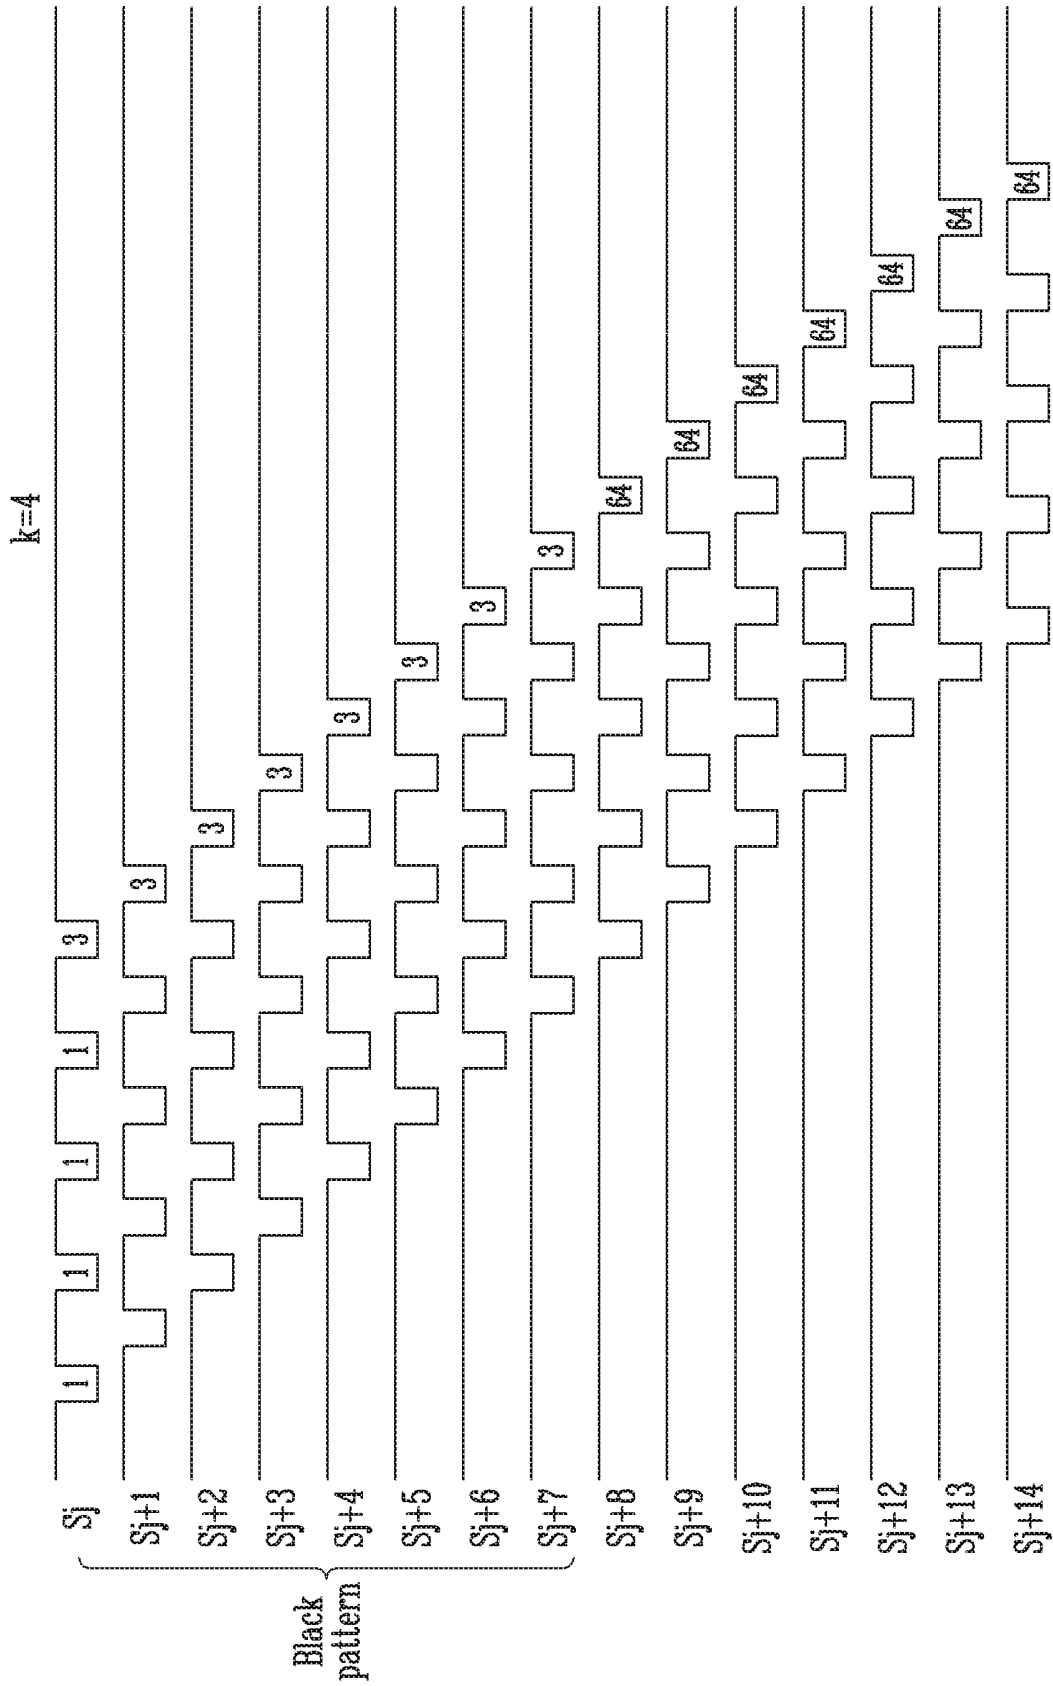 k=4
Sj 1 1 1 1 3
Sj+1 3
Sj+2 3
Sj+3 3
Sj+4 3
Sj+5 3
Sj+6 3
Sj+7 3
Sj+8 64
Sj+9 64
Sj+10 64
Sj+11 64
Sj+12 64
Sj+13 64
Sj+14 64
Black
pattern